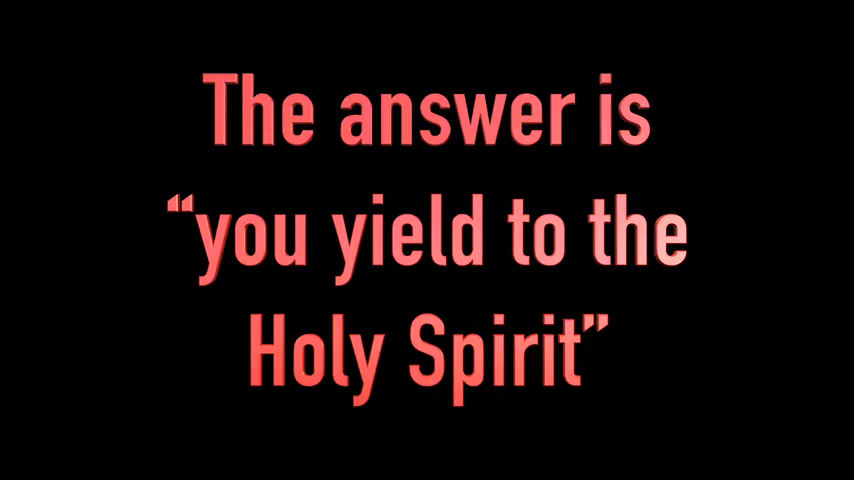 The answer is
“you yield to the
Holy Spirit”